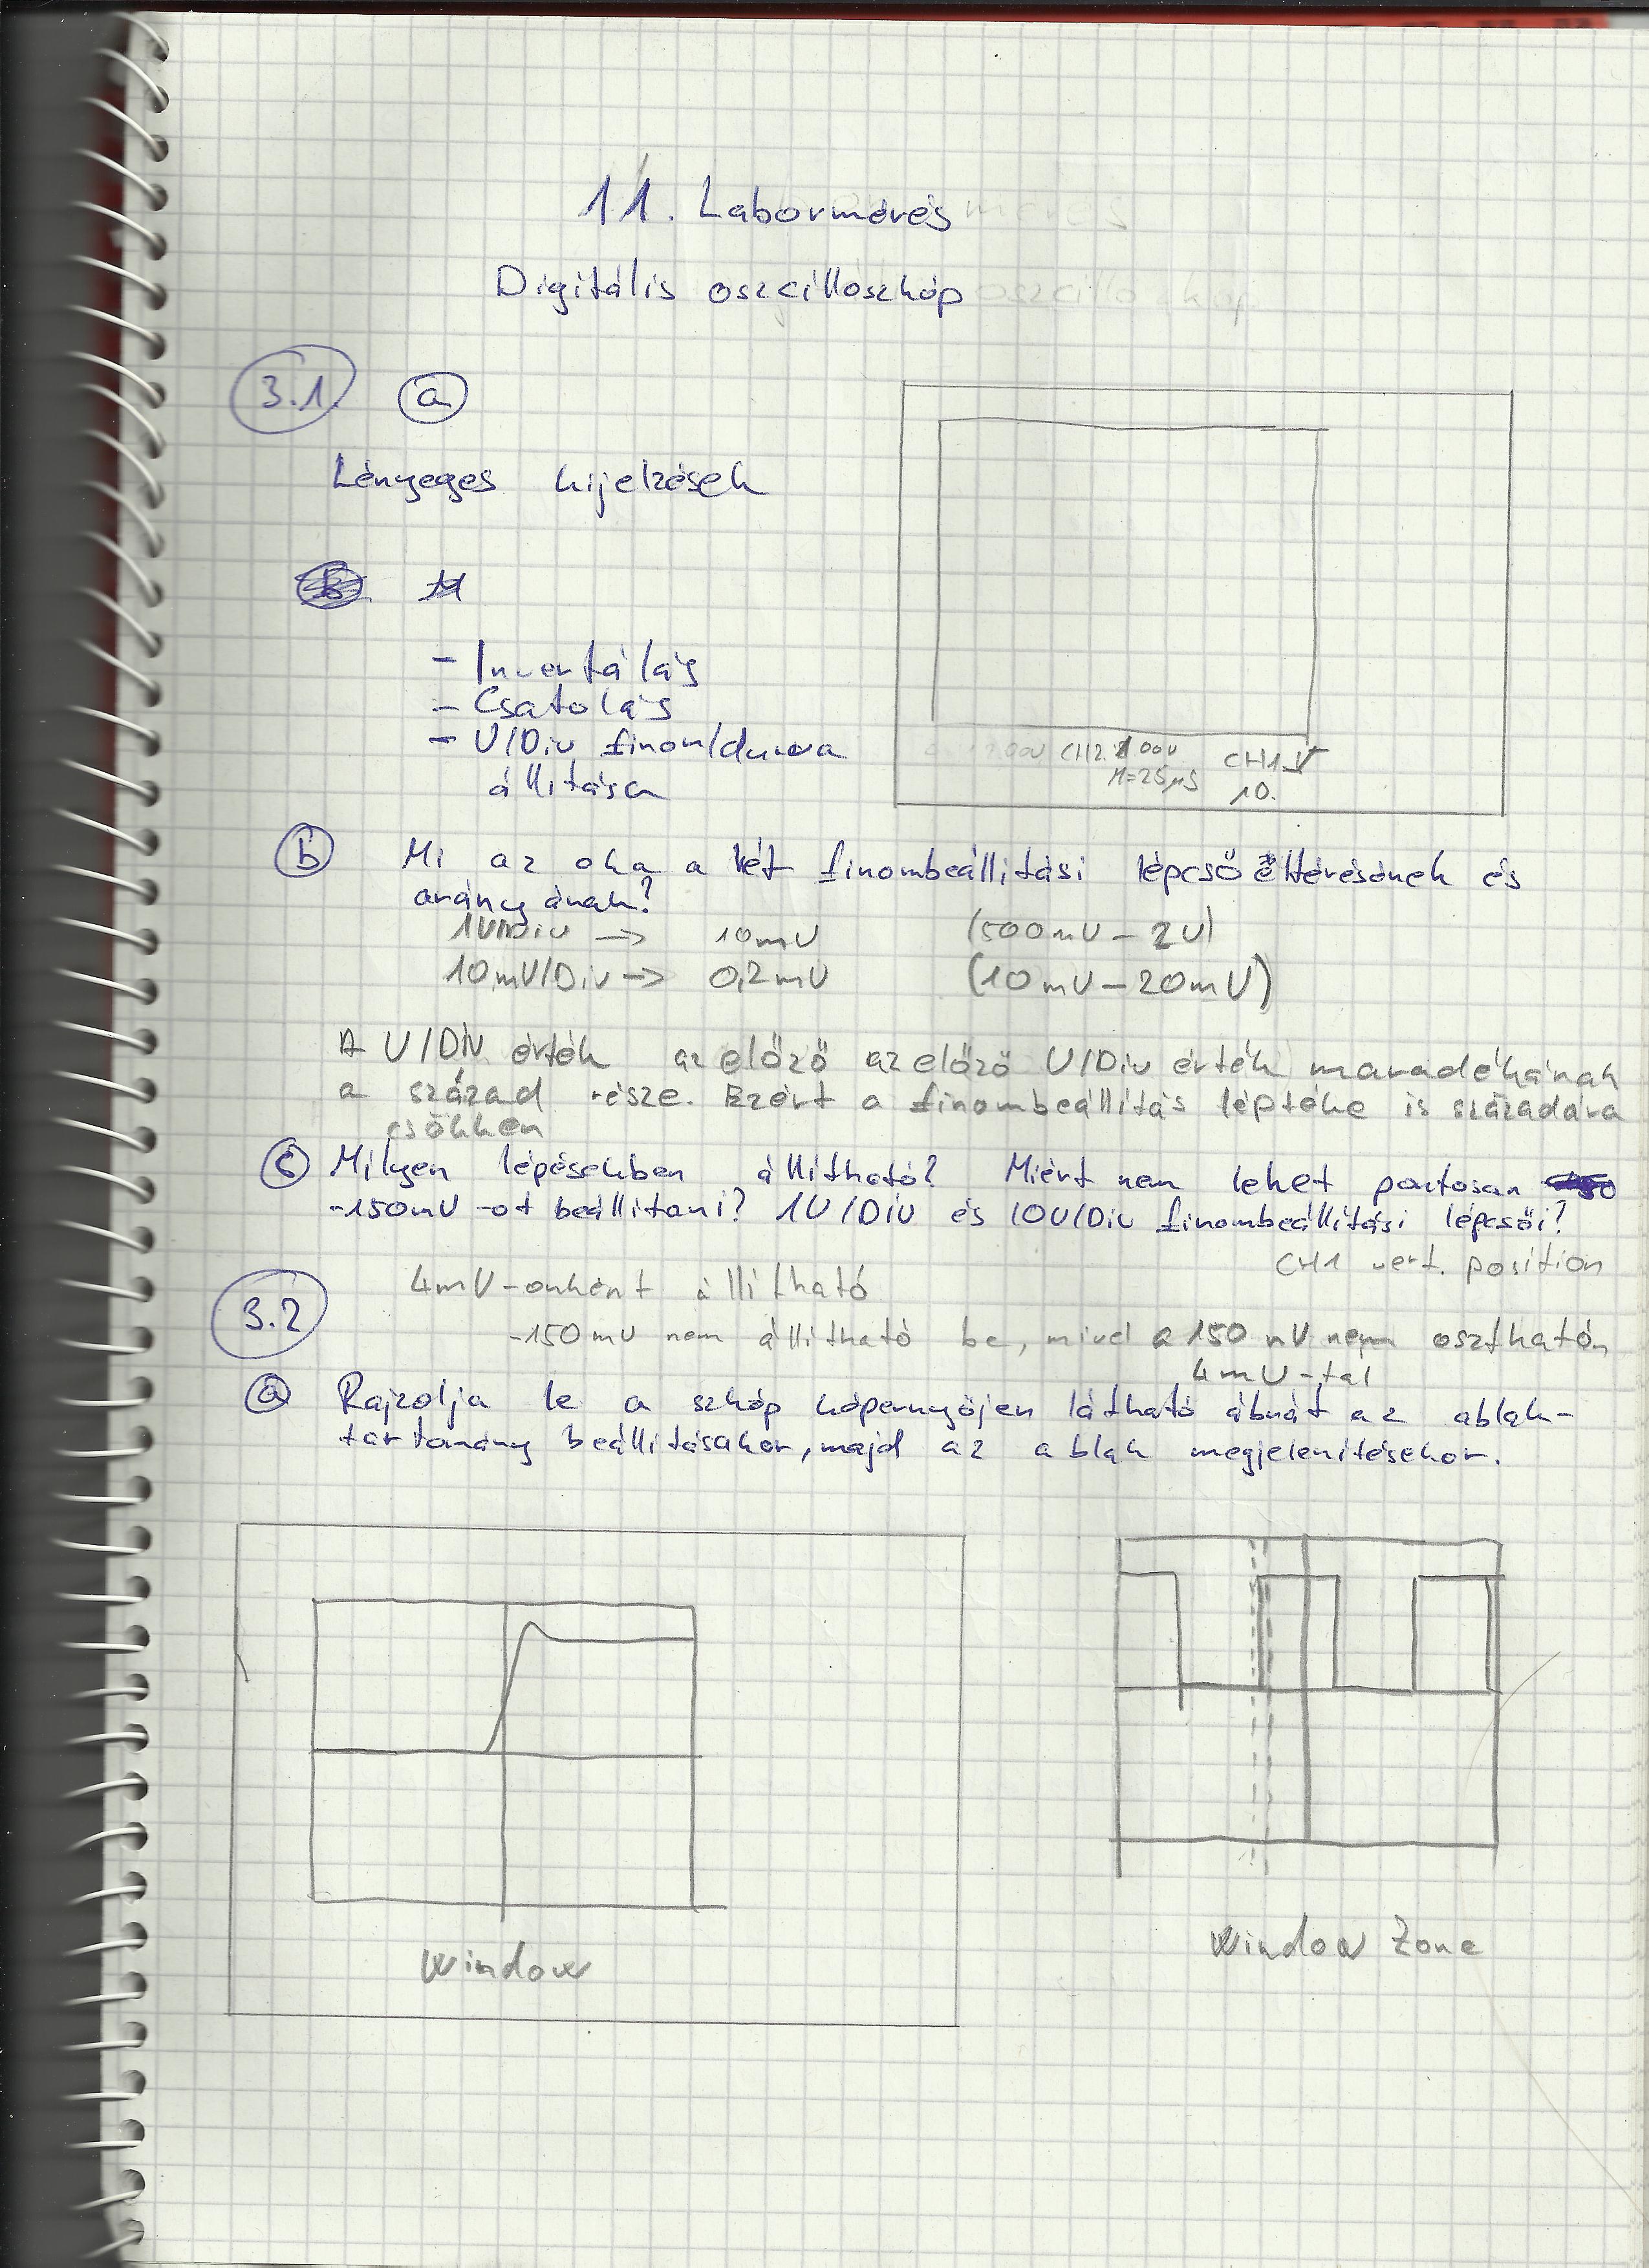 11. Labormérés
Digitális oszcilloszkóp
3.1. a
Lényeges kijelzések
- Invertálás
- Csatolás
- U/Div finom/durva
állítása
00V CH2 00V CH1
M=25µs
10.
b Mi az oka a két finombeállítási lépcső eltérésének és
arányának?
1V/Div → 10mV (500mV - 2V)
10mV/Div → 0,2mV (10mV - 20mV)
A U/Div érték az előző az előző U/Div érték maradékának
a század része. Ezért a finombeállítás léptéke is századára
csökken
c Milyen lépésekben állítható? Miért nem lehet pontosan
-150mV-ot beállítani? 1V/Div és 10V/Div finombeállítási lépcsői?
CH1 vert. position
4mV-onként állítható
3.2
-150mV nem állítható be, mivel a 150 mV nem osztható
4mV-tal
a Rajzolja le a szkóp képernyőjén látható ábrát az ablak-
tartomány beállításakor, majd az ablak megjelenítésekor.
Window
Window Zone